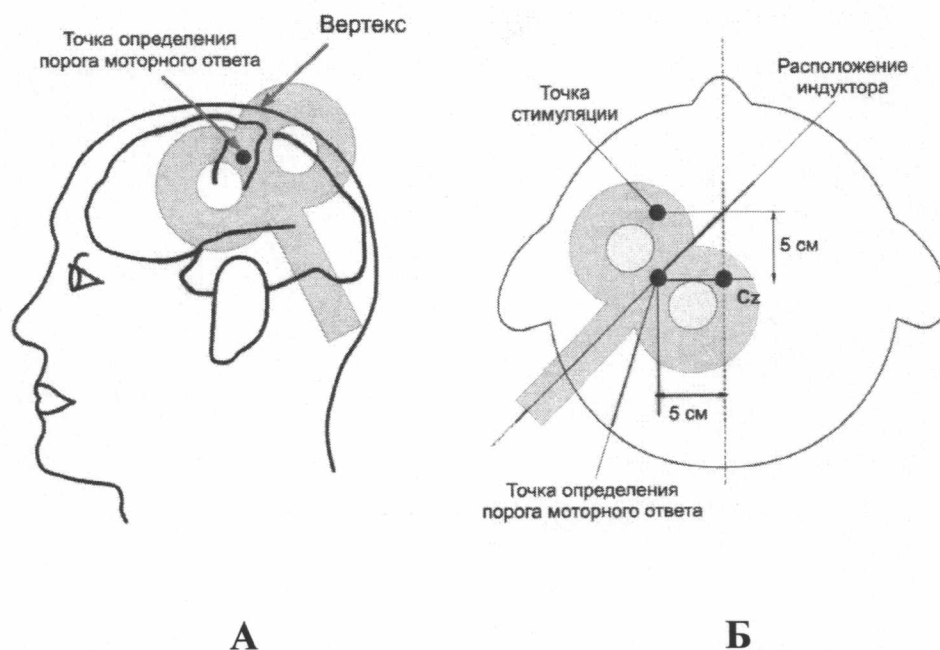 Точка определения
порога моторного ответа
Вертекс
Точка
стимуляции
Расположение
индуктора
5 см
Cz
5 см
Точка определения
порога моторного ответа
А
Б